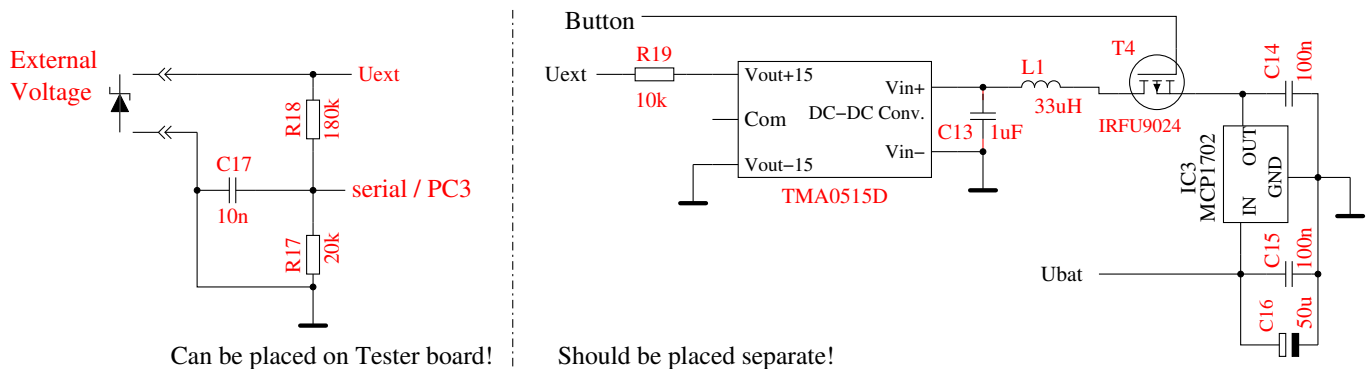 External
Voltage
Uext
R18
180k
C17
10n
serial / PC3
R17
20k
Can be placed on Tester board!
Button
Uext
R19
10k
Vout+15
Com
Vout−15
Vin+
DC−DC Conv.
Vin−
TMA0515D
C13
1uF
L1
33uH
T4
IRFU9024
C14
100n
IC3
MCP1702
OUT
IN
GND
Ubat
C15
100n
C16
50u
Should be placed separate!